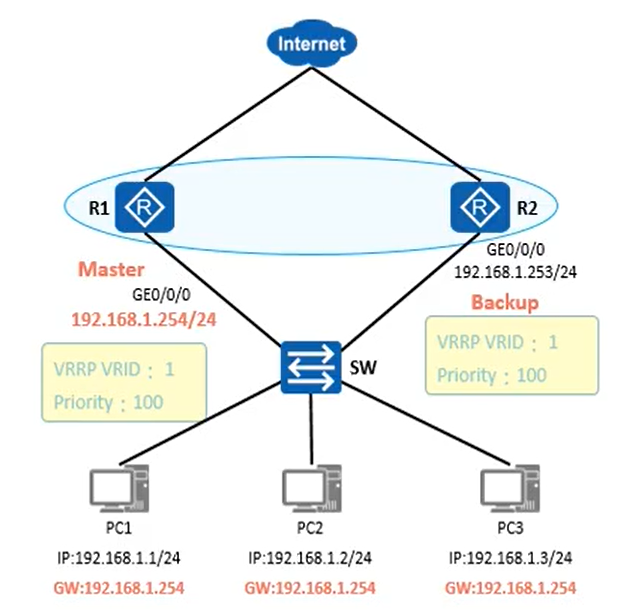 Internet
R
R
R1
R2
GE0/0/0
192.168.1.253/24
Master
GE0/0/0
192.168.1.254/24
Backup
VRRP VRID： 1
Priority：100
VRRP VRID： 1
Priority：100
SW
PC1
PC2
PC3
IP:192.168.1.1/24
IP:192.168.1.2/24
IP:192.168.1.3/24
GW:192.168.1.254
GW:192.168.1.254
GW:192.168.1.254